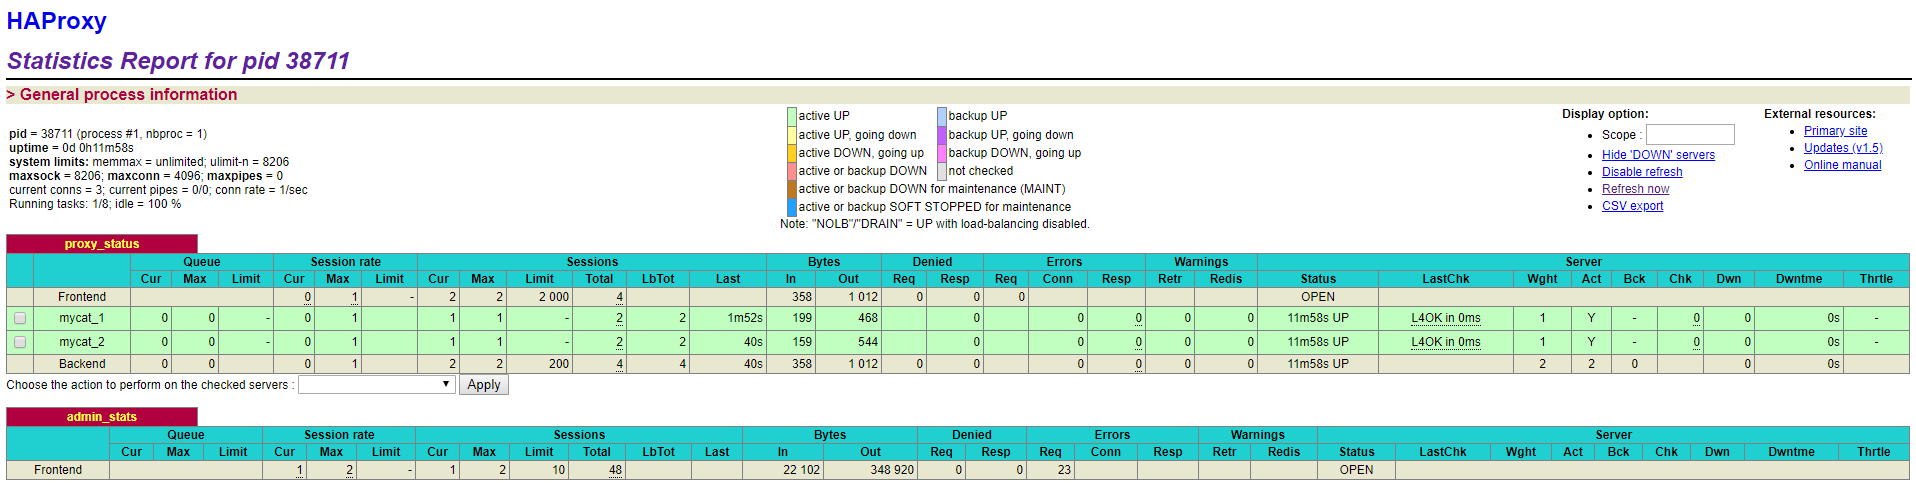 HAProxy
Statistics Report for pid 38711
> General process information
pid = 38711 (process #1, nbproc = 1)
uptime = 0d 0h11m58s
system limits: memmax = unlimited; ulimit-n = 8206
maxsock = 8206; maxconn = 4096; maxpipes = 0
current conns = 3; current pipes = 0/0; conn rate = 1/sec
Running tasks: 1/8; idle = 100 %
active UP backup UP
active UP, going down backup UP, going down
active DOWN, going up backup DOWN, going up
active or backup DOWN not checked
active or backup DOWN for maintenance (MAINT)
active or backup SOFT STOPPED for maintenance
Note: "NOLB"/"DRAIN" = UP with load-balancing disabled.
Display option:
• Scope :
• Hide 'DOWN' servers
• Disable refresh
• Refresh now
• CSV export
External resources:
• Primary site
• Updates (v1.5)
• Online manual
proxy_status
Queue Session rate Sessions Bytes Denied Errors Warnings Server
Cur Max Limit Cur Max Limit Cur Max Limit Total LbTot Last In Out Req Resp Req Conn Resp Retr Redis Status LastChk Wght Act Bck Chk Dwn Dwntme Thrtle
Frontend 0 1 - 2 2 2 000 4 358 1 012 0 0 0 OPEN
mycat_1 0 0 - 0 1 1 1 - 2 2 1m52s 199 468 0 0 0 0 0 11m58s UP L4OK in 0ms 1 Y - 0 0 0s -
mycat_2 0 0 - 0 1 1 1 - 2 2 40s 159 544 0 0 0 0 0 11m58s UP L4OK in 0ms 1 Y - 0 0 0s -
Backend 0 0 0 1 2 2 200 4 4 40s 358 1 012 0 0 0 0 0 0 11m58s UP 2 2 0 0 0s
Choose the action to perform on the checked servers : Apply
admin_stats
Queue Session rate Sessions Bytes Denied Errors Warnings Server
Cur Max Limit Cur Max Limit Cur Max Limit Total LbTot Last In Out Req Resp Req Conn Resp Retr Redis Status LastChk Wght Act Bck Chk Dwn Dwntme Thrtle
Frontend 1 2 - 1 2 10 48 22 102 348 920 0 0 23 OPEN